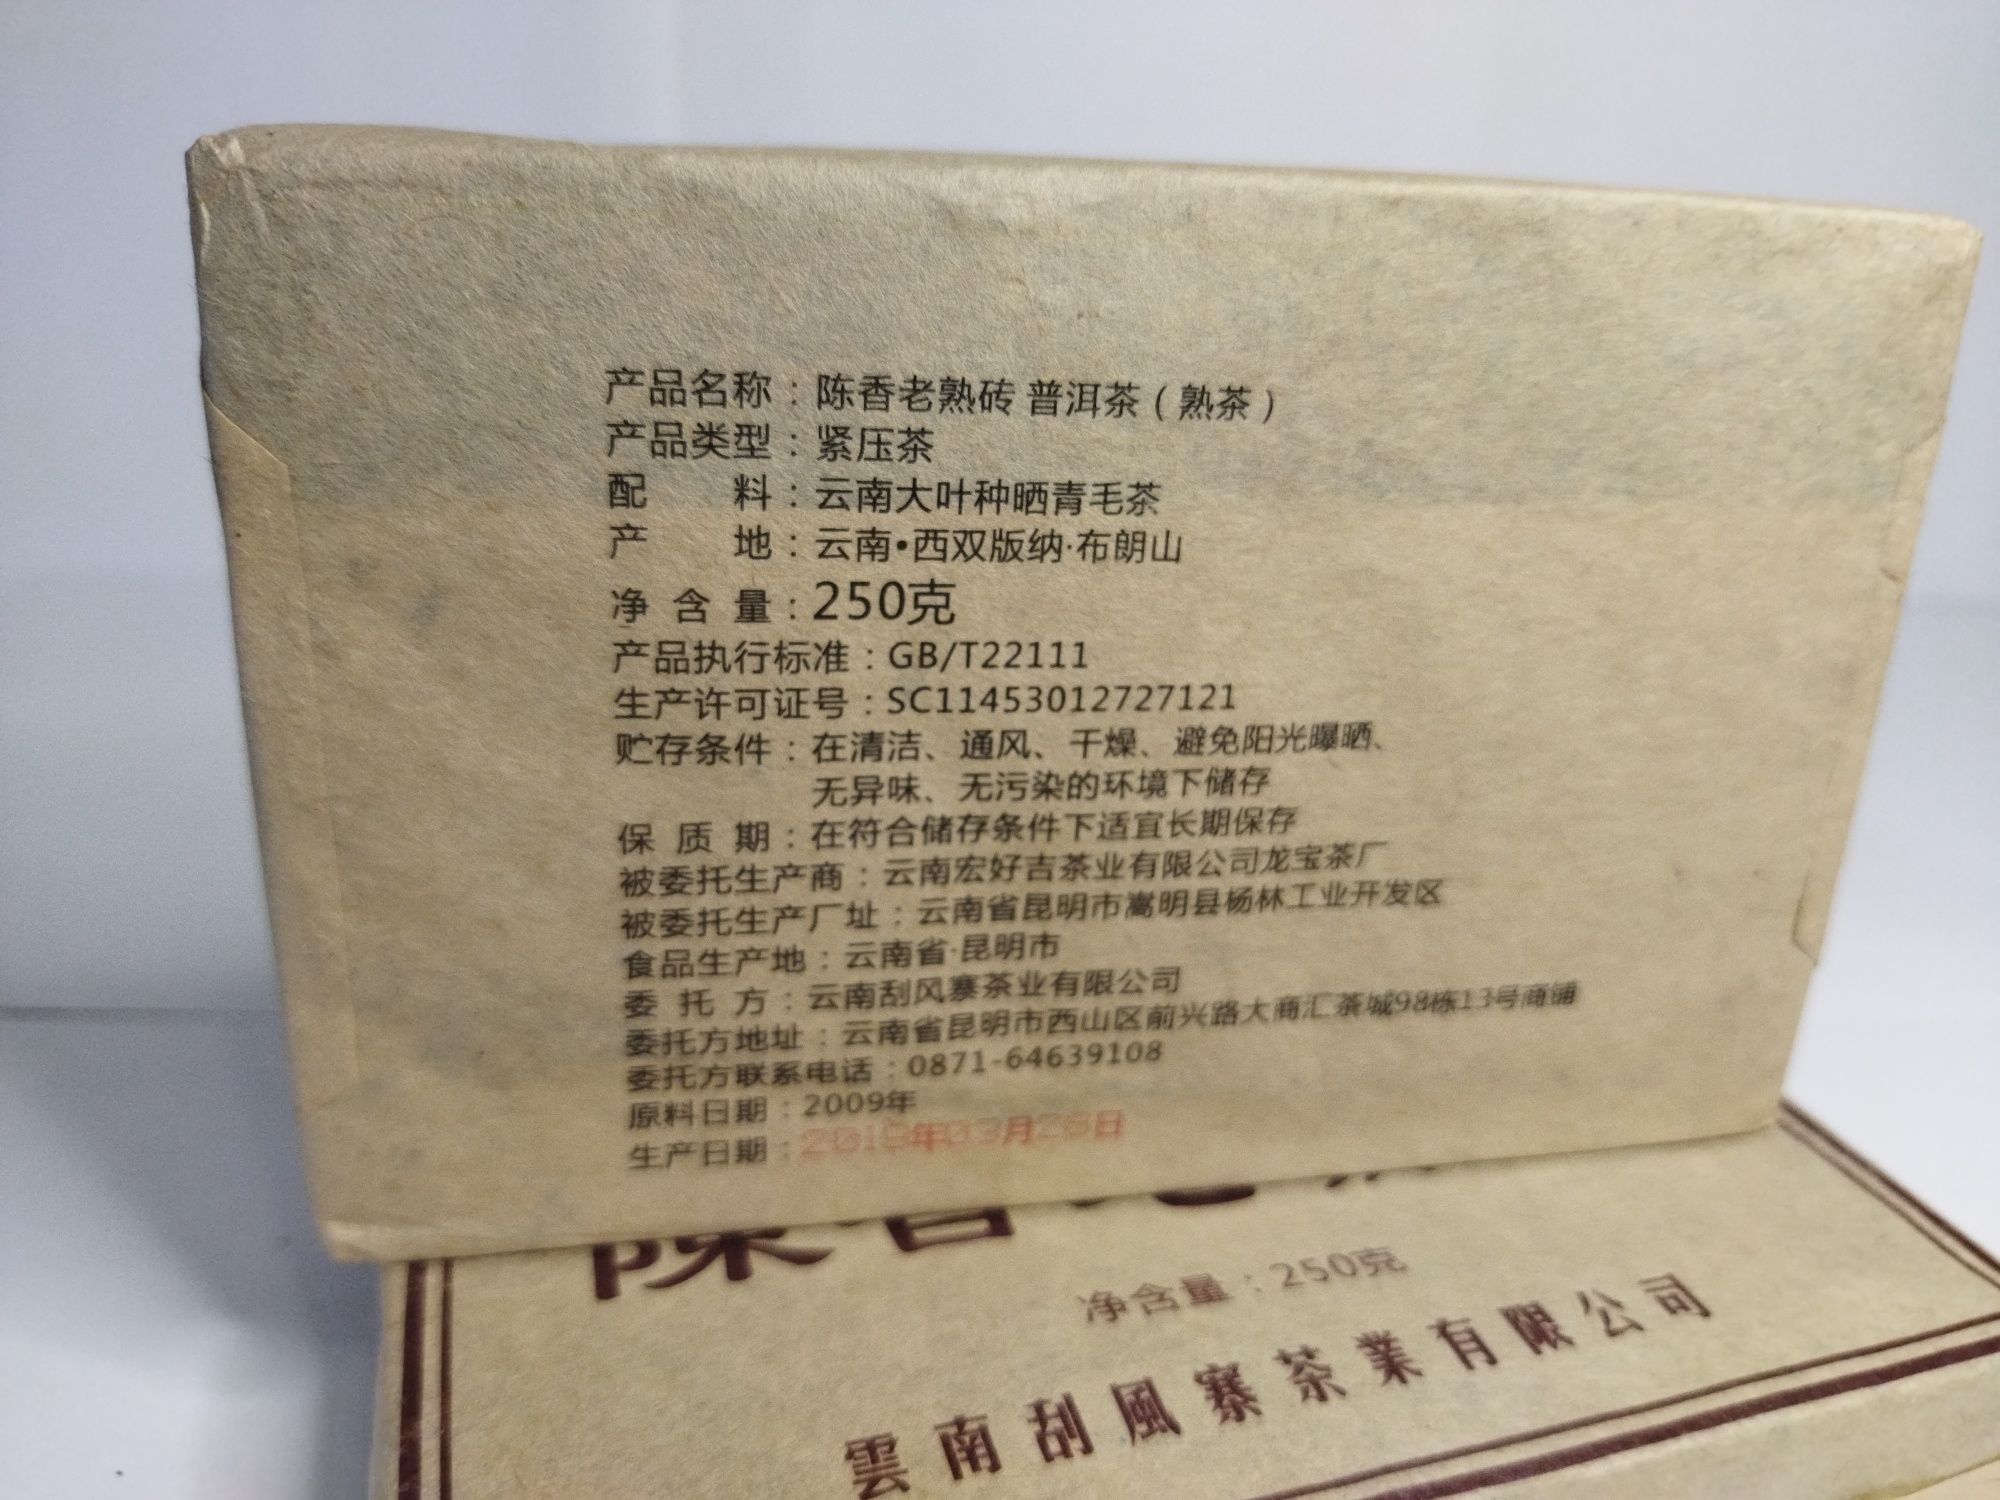 产品名称：陈香老熟砖 普洱茶（熟茶）
产品类型：紧压茶
配 料：云南大叶种晒青毛茶
产 地：云南•西双版纳·布朗山
净 含 量：250克
产品执行标准：GB/T22111
生产许可证号：SC11453012727121
贮存条件：在清洁、通风、干燥、避免阳光曝晒、
无异味、无污染的环境下储存
保 质 期：在符合储存条件下适宜长期保存
被委托生产商：云南宏好吉茶业有限公司龙宝茶厂
被委托生产厂址：云南省昆明市嵩明县杨林工业开发区
食品生产地：云南省·昆明市
委 托 方：云南刮风寨茶业有限公司
委托方地址：云南省昆明市西山区前兴路大商汇茶城98栋13号商铺
委托方联系电话：0871-64639108
原料日期：2009年
生产日期：
净含量：250克
雲南刮風寨茶業有限公司